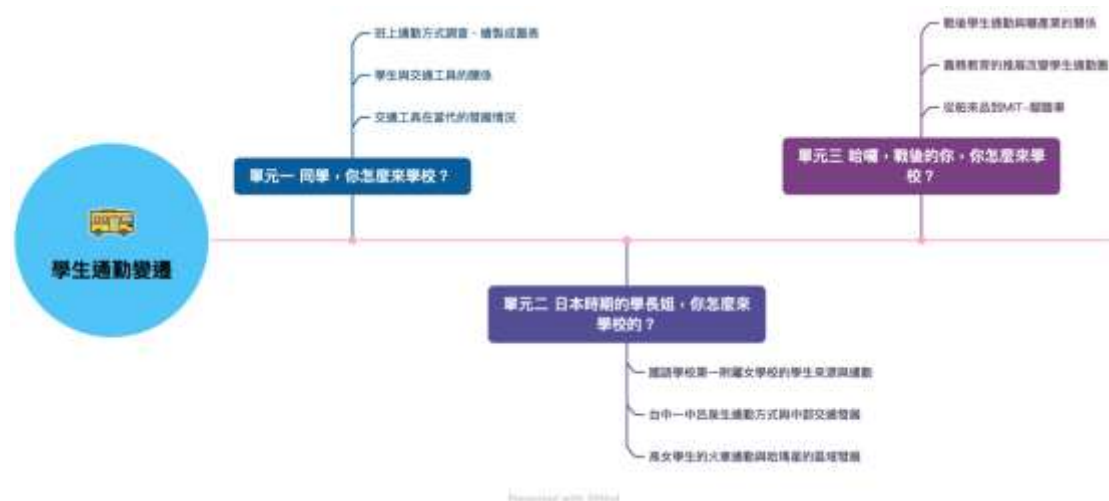 學生通勤變遷
班上通勤方式調查、繪製成圖表
學生與交通工具的關係
交通工具在當代的發展情況
單元一 同學，你怎麼來學校？
單元二 日本時期的學長姐，你怎麼來
學校的？
國語學校第一附屬女學校的學生來源與通勤
台中一中呂泉生通勤方式與中部交通發展
高女學生的火車通勤與哈瑪星的區域發展
戰後學生通勤與糖產業的關係
義務教育的推展改變學生通勤圈
從舶來品到MIT-腳踏車
單元三 哈囉，戰後的你，你怎麼來學
校？
Presented with XMind